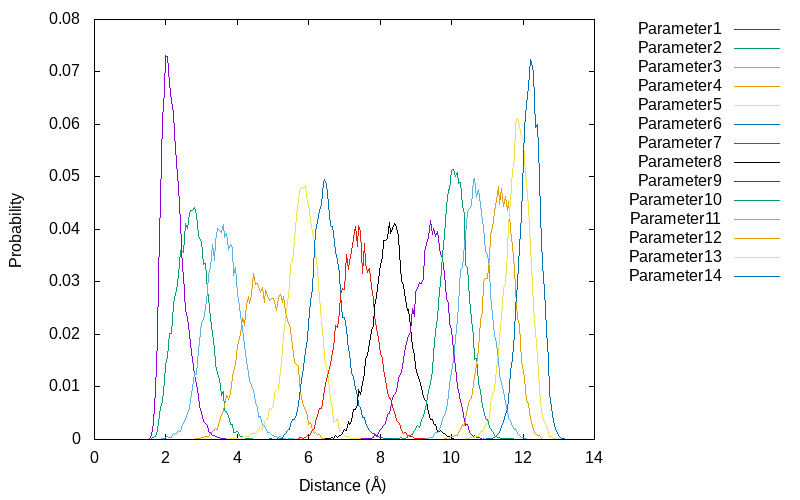 0.08
0.07
0.06
0.05
0.04
0.03
0.02
0.01
0
0 2 4 6 8 10 12 14
Probability
Distance (Å)
Parameter1
Parameter2
Parameter3
Parameter4
Parameter5
Parameter6
Parameter7
Parameter8
Parameter9
Parameter10
Parameter11
Parameter12
Parameter13
Parameter14